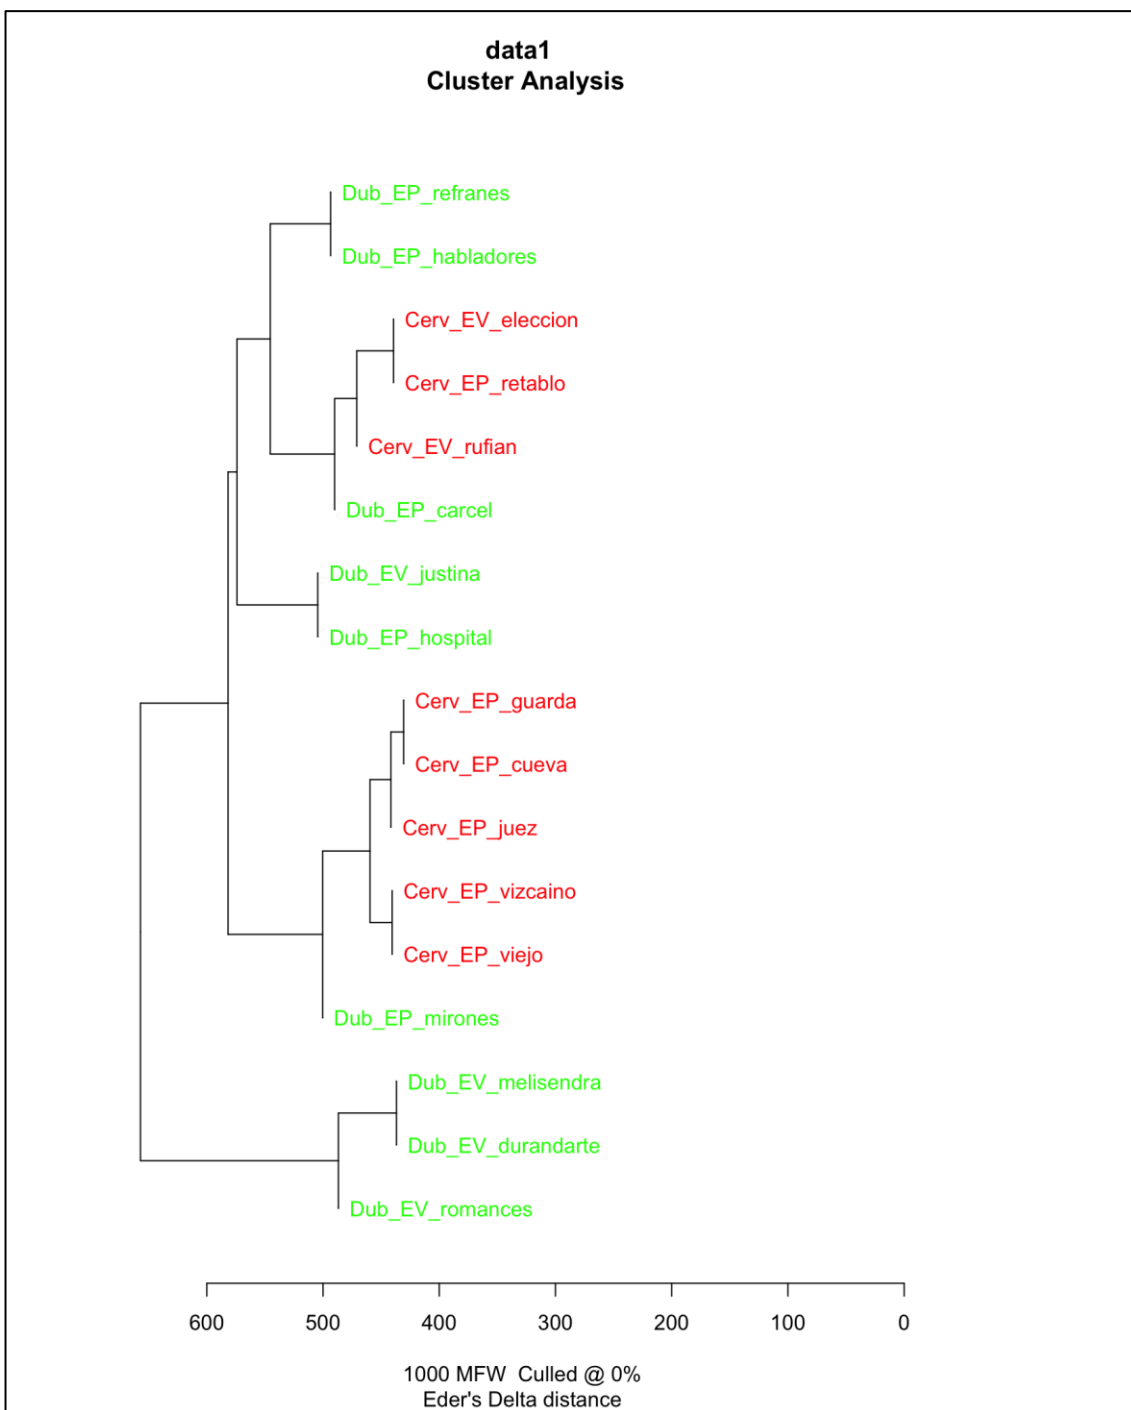 data1
Cluster Analysis
Dub_EP_refranes
Dub_EP_habladores
Cerv_EV_eleccion
Cerv_EP_retablo
Cerv_EV_rufian
Dub_EP_carcel
Dub_EV_justina
Dub_EP_hospital
Cerv_EP_guarda
Cerv_EP_cueva
Cerv_EP_juez
Cerv_EP_vizcaino
Cerv_EP_viejo
Dub_EP_mirones
Dub_EV_melisendra
Dub_EV_durandarte
Dub_EV_romances
600 500 400 300 200 100 0
1000 MFW Culled @ 0%
Eder's Delta distance